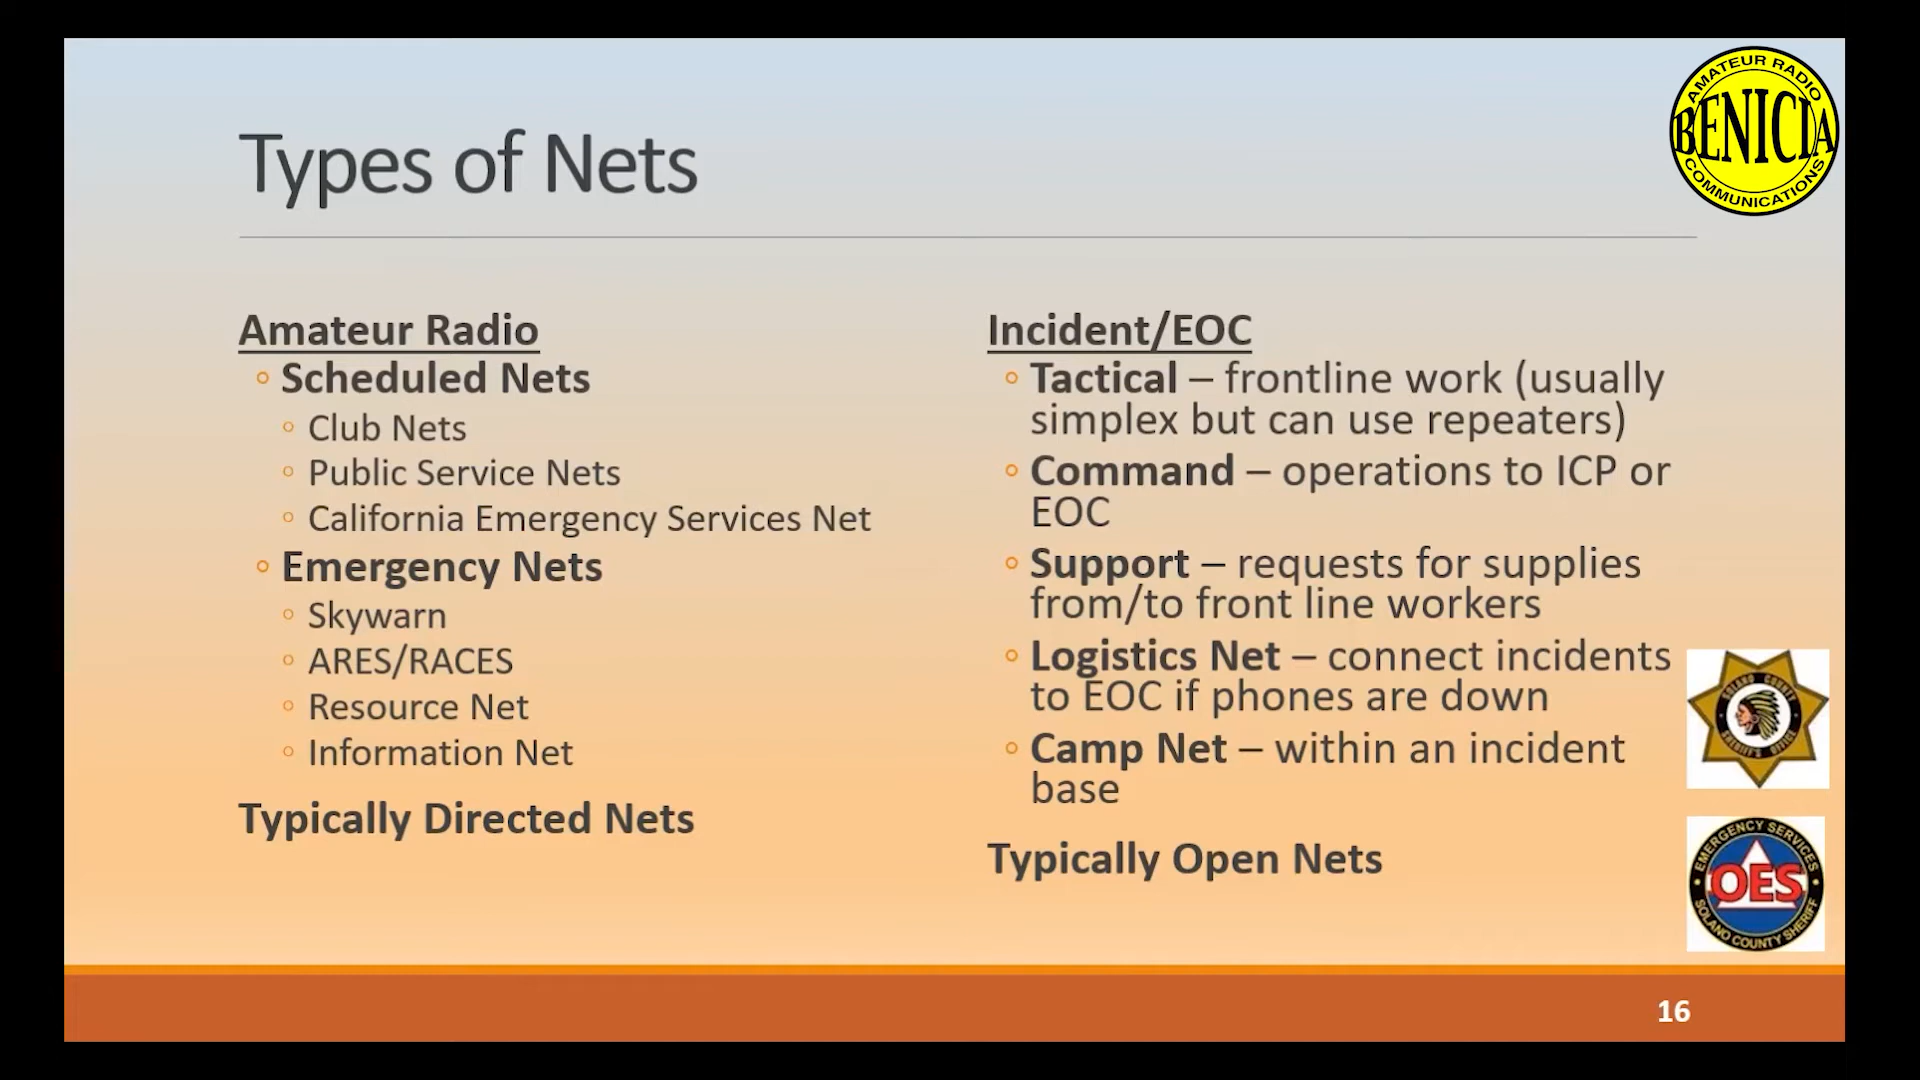 Types of Nets
AMATEUR RADIO
BENICIA
COMMUNICATIONS
Amateur Radio
Scheduled Nets
Club Nets
Public Service Nets
California Emergency Services Net
Emergency Nets
Skywarn
ARES/RACES
Resource Net
Information Net
Typically Directed Nets
Incident/EOC
Tactical – frontline work (usually
simplex but can use repeaters)
Command – operations to ICP or
EOC
Support – requests for supplies
from/to front line workers
Logistics Net – connect incidents
to EOC if phones are down
Camp Net – within an incident
base
Typically Open Nets
SOLANO COUNTY
SHERIFF'S OFFICE
EMERGENCY SERVICES
OES
SOLANO COUNTY SHERIFF
16